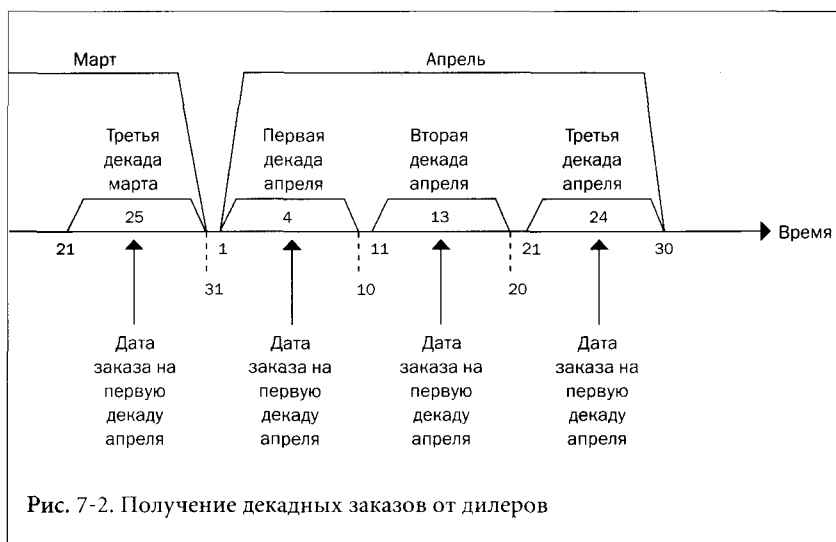 Март
Апрель
Третья
декада
марта
Первая
декада
апреля
Вторая
декада
апреля
Третья
декада
апреля
25
4
13
24
Время
21
1
11
21
30
31
10
20
Дата
заказа на
первую
декаду
апреля
Дата
заказа на
первую
декаду
апреля
Дата
заказа на
первую
декаду
апреля
Дата
заказа на
первую
декаду
апреля
Рис. 7-2. Получение декадных заказов от дилеров